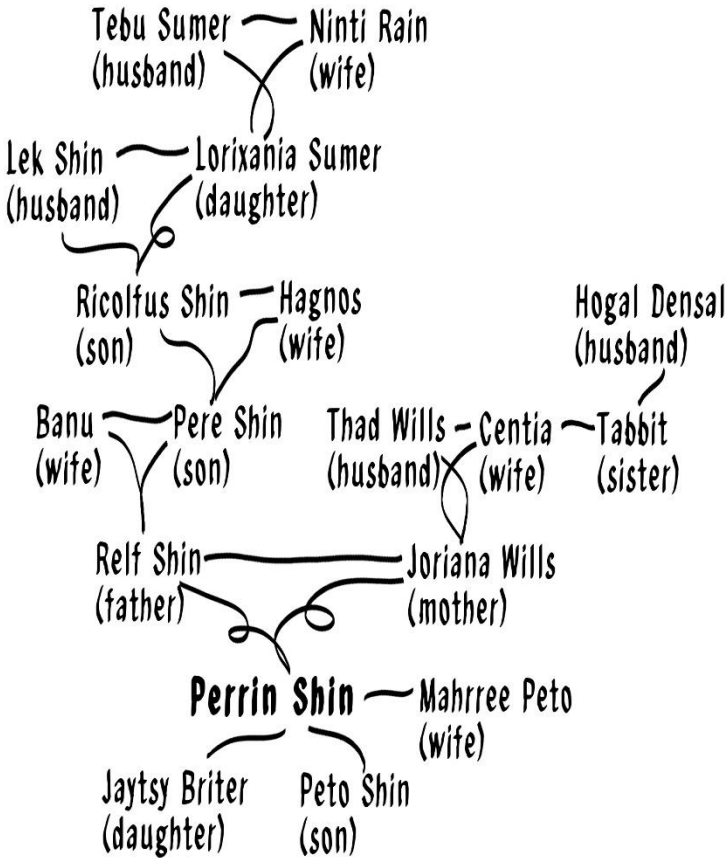 Tebu Sumer Ninti Rain
(husband) (wife)
Lek Shin Lorixania Sumer
(husband) (daughter)
Ricolfus Shin Hagnos Hogal Densal
(son) (wife) (husband)
Banu Pere Shin Thad Wills Centia Tabbit
(wife) (son) (husband) (wife) (sister)
Relf Shin Joriana Wills
(father) (mother)
Perrin Shin Mahrree Peto
(wife)
Jaytsy Briter Peto Shin
(daughter) (son)